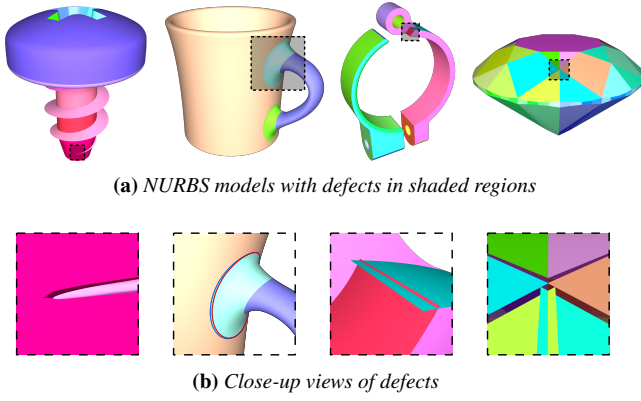 (a) NURBS models with defects in shaded regions
(b) Close-up views of defects